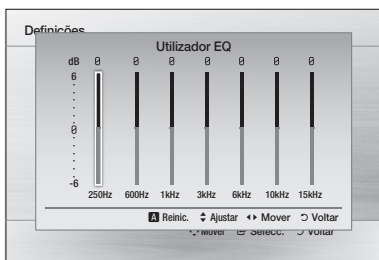 Definições
Utilizador EQ
dB 0 0 0 0 0 0 0
6
0
-6
250Hz 600Hz 1kHz 3kHz 6kHz 10kHz 15kHz
A Reinic. Ajustar Mover Voltar
Mover Selecc. Voltar